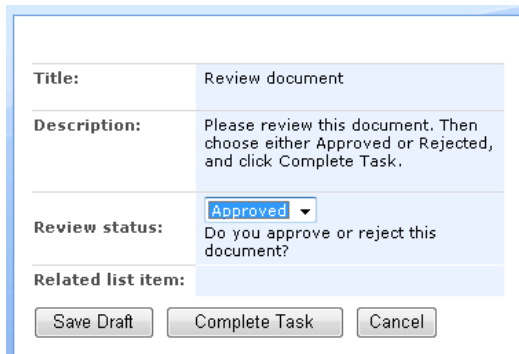 Title: Review document
Description: Please review this document. Then
choose either Approved or Rejected,
and click Complete Task.
Approved
Review status: Do you approve or reject this
document?
Related list item:
Save Draft Complete Task Cancel